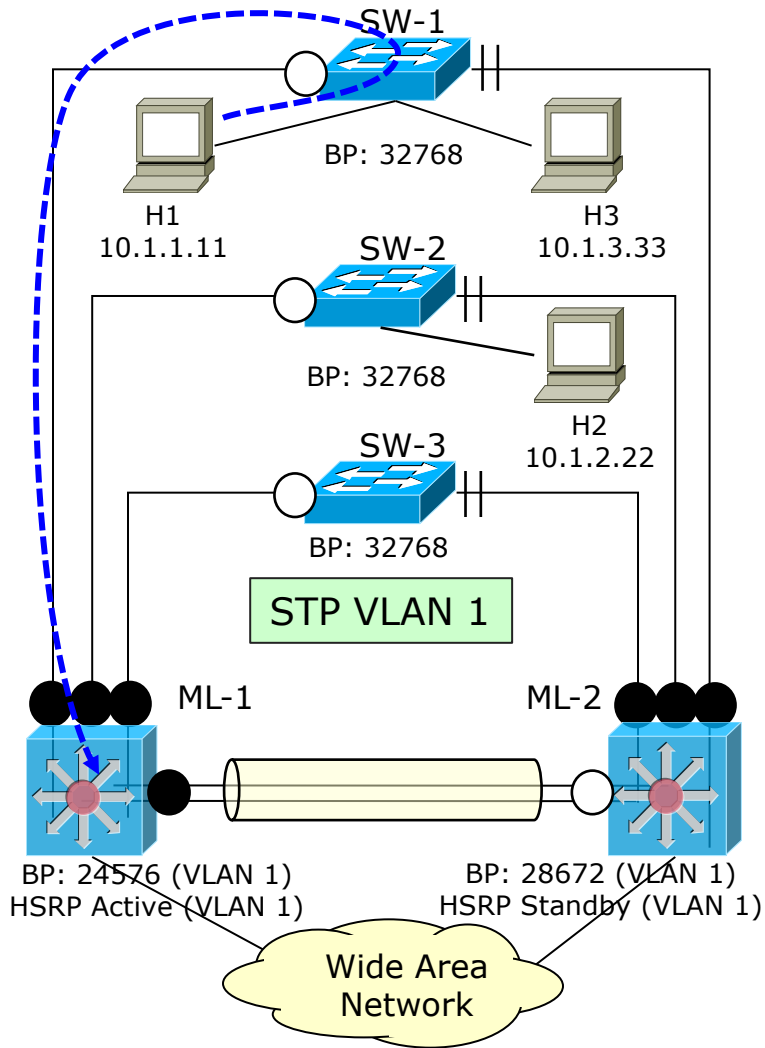 SW-1
BP: 32768
H1
10.1.1.11
H3
10.1.3.33
SW-2
BP: 32768
H2
10.1.2.22
SW-3
BP: 32768
STP VLAN 1
ML-1
ML-2
BP: 24576 (VLAN 1)
HSRP Active (VLAN 1)
BP: 28672 (VLAN 1)
HSRP Standby (VLAN 1)
Wide Area
Network